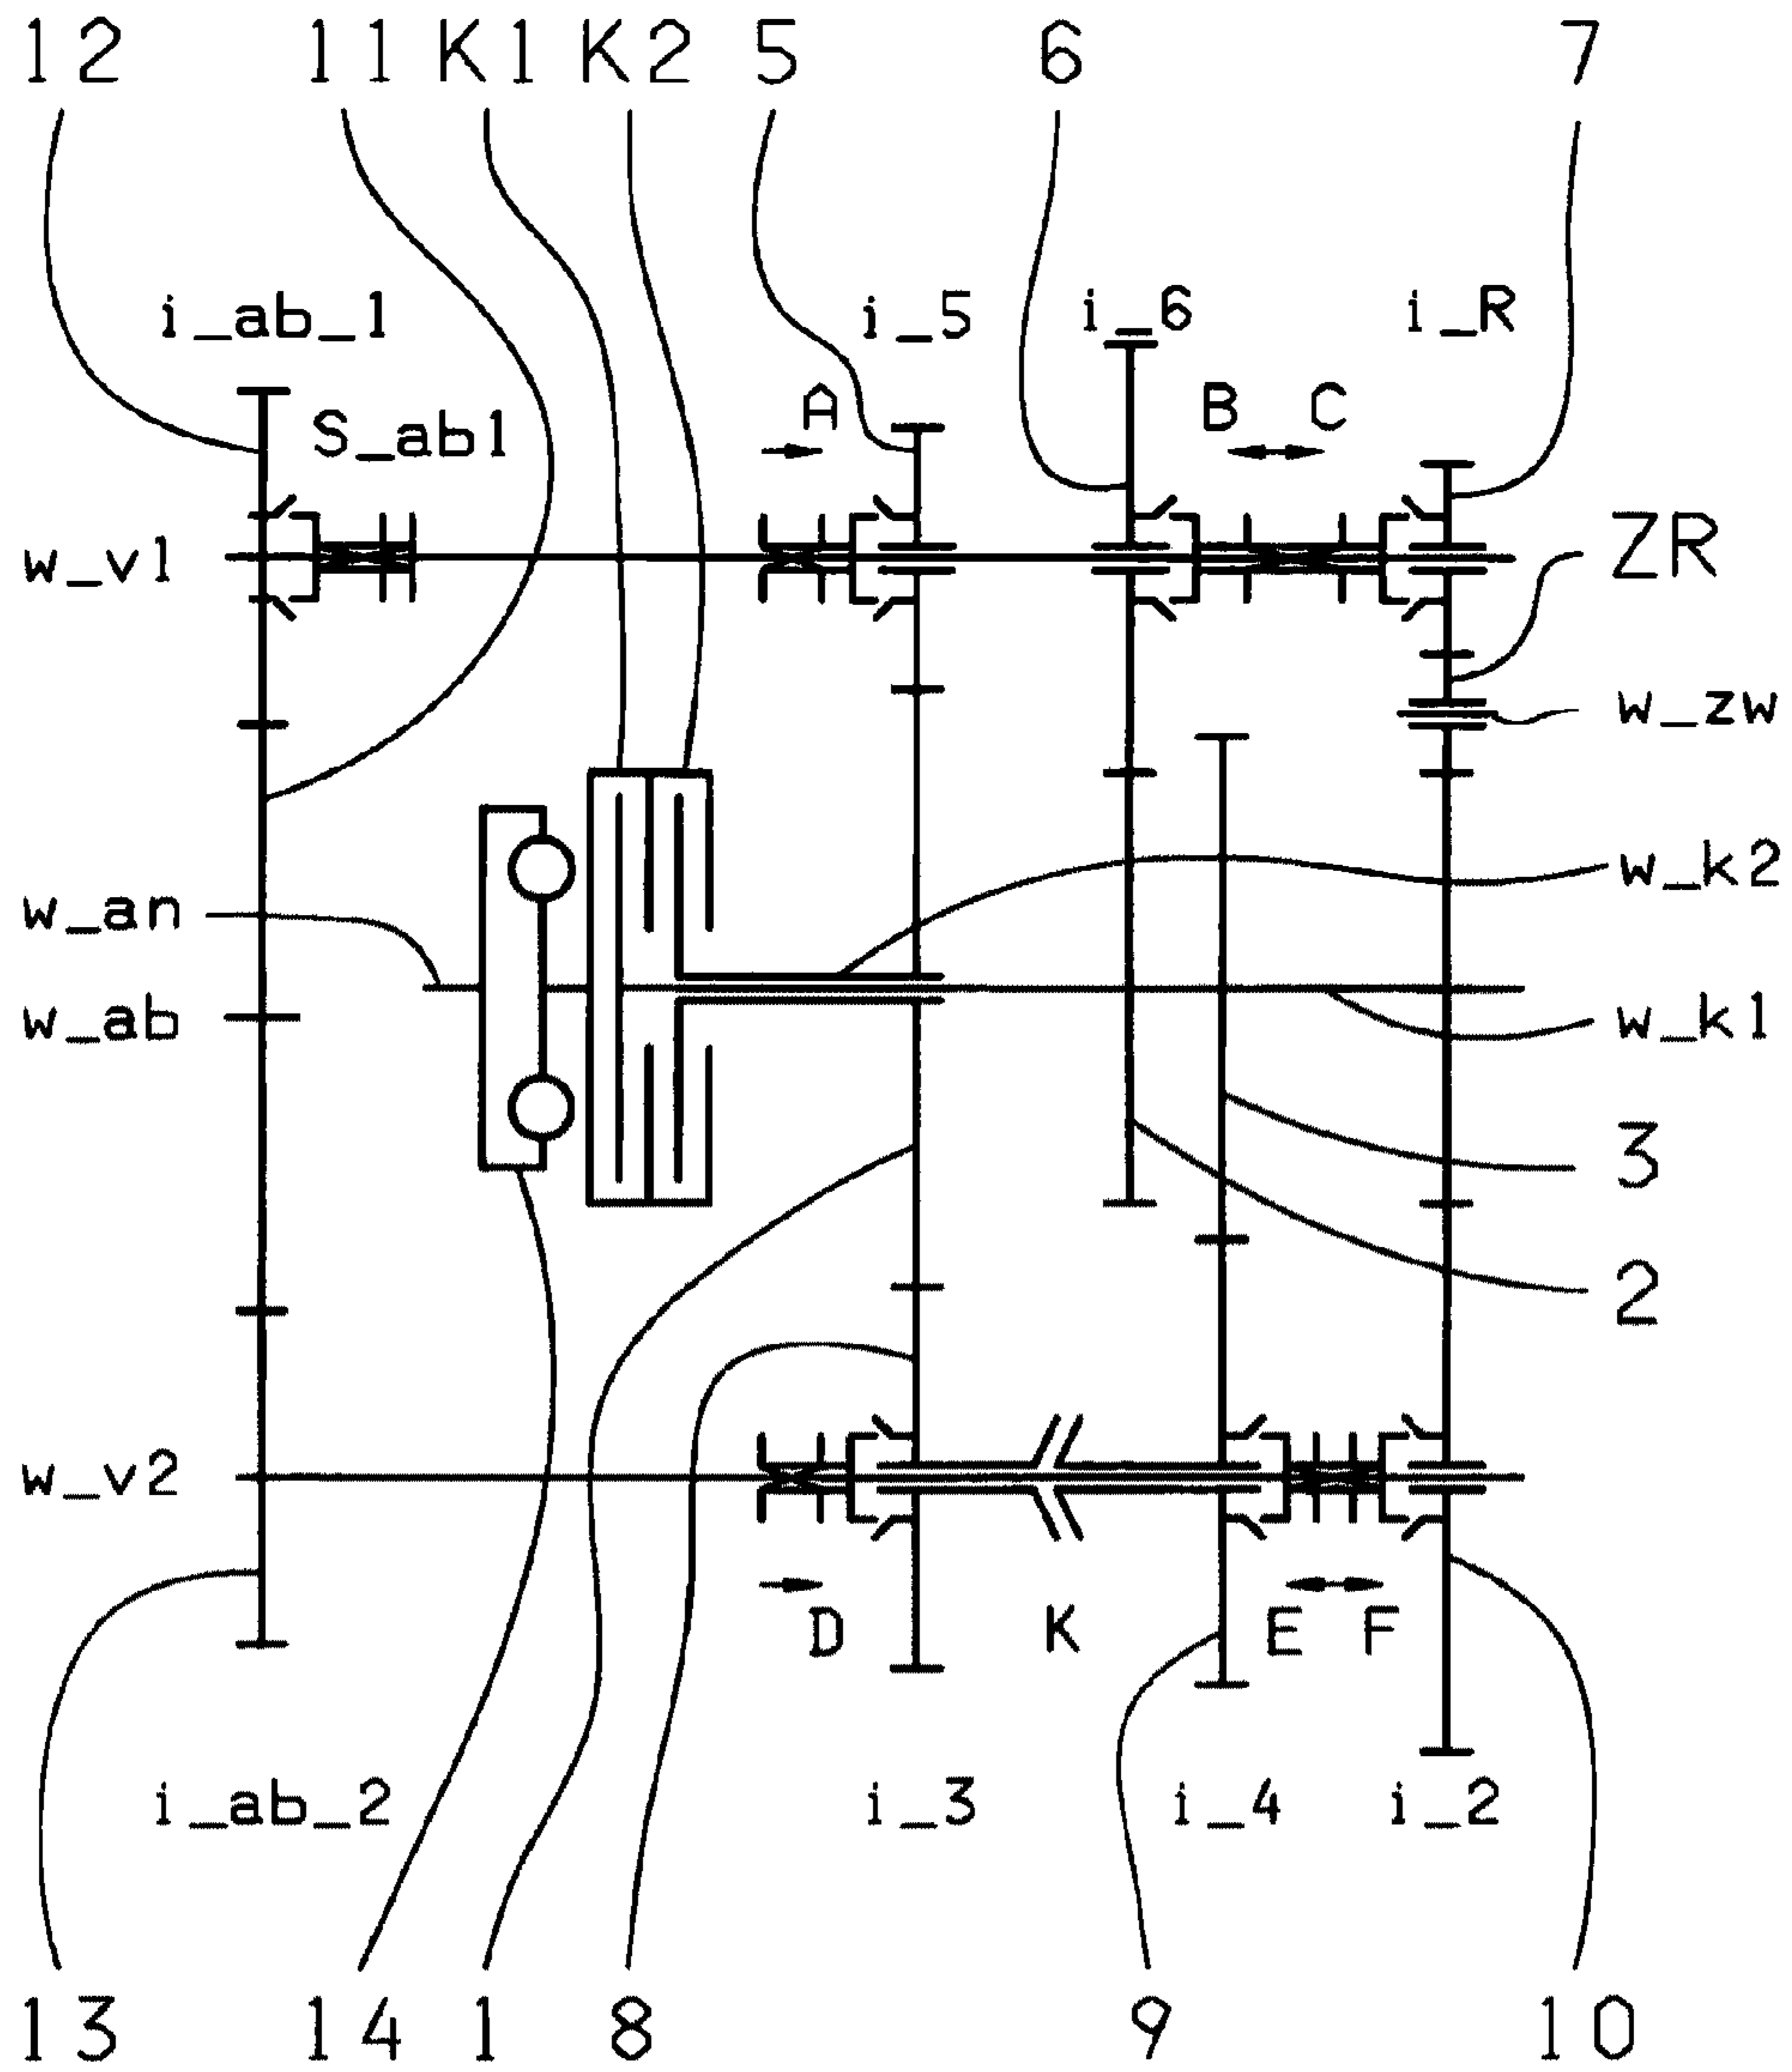 12 11 K1 K2 5 6 7
i_ab_1 i_5 i_6 i_R
S_ab1 A B C
w_v1 ZR
w_zw
w_k2
w_an
w_ab w_k1
3
2
w_v2
D K E F
i_ab_2 i_3 i_4 i_2
13 14 1 8 9 10